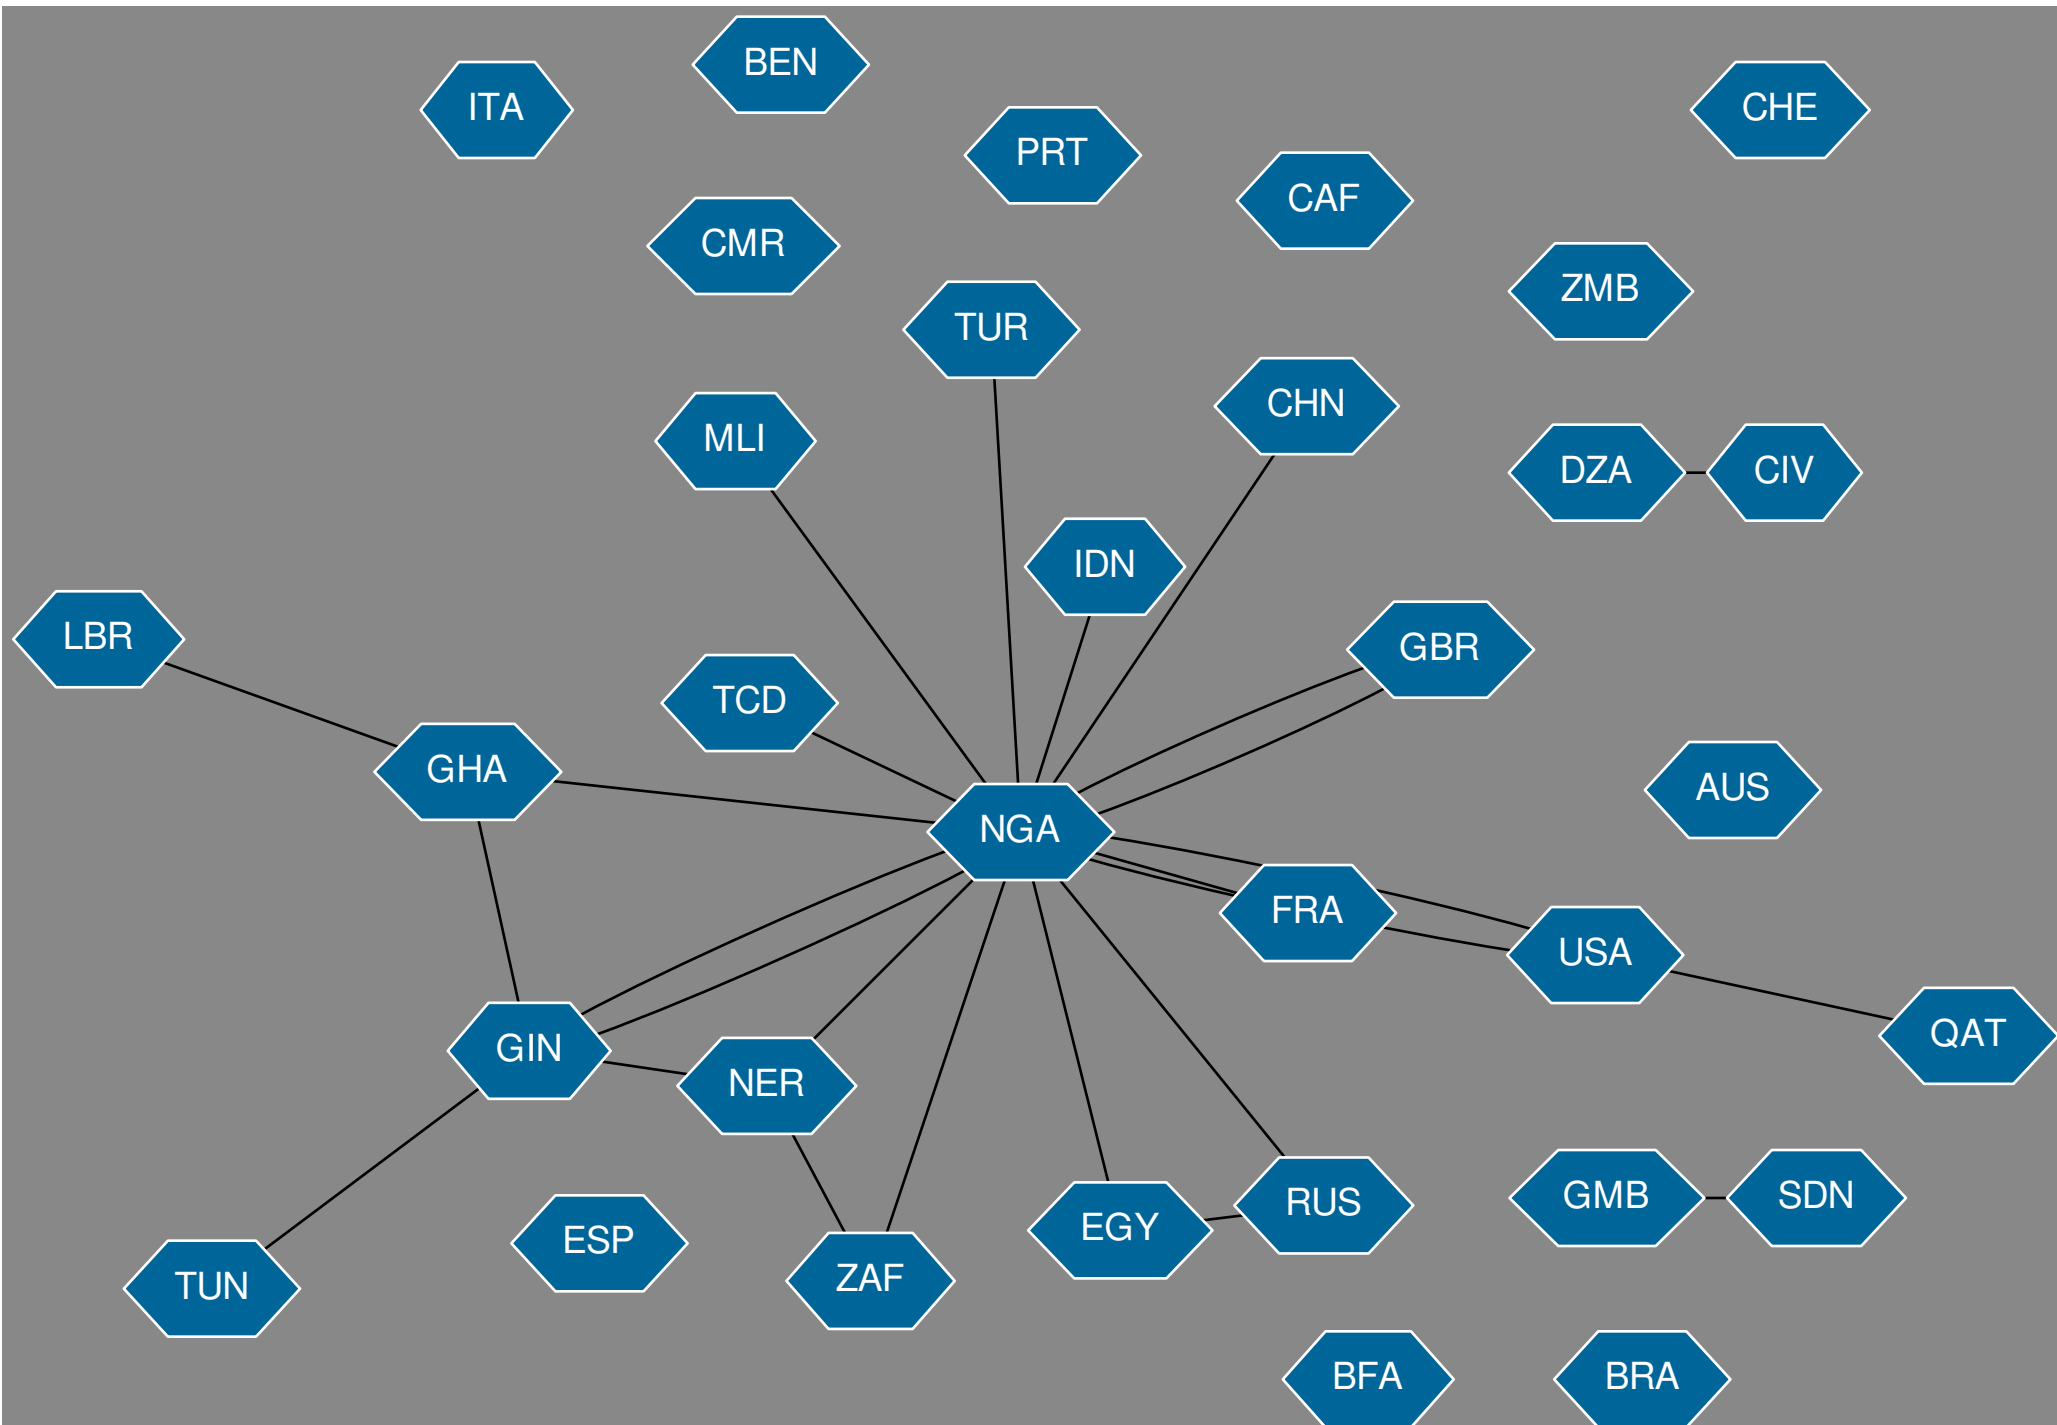 BEN
ITA
CHE
PRT
CAF
CMR
ZMB
TUR
CHN
MLI
DZA
CIV
IDN
LBR
GBR
TCD
GHA
AUS
NGA
FRA
USA
QAT
GIN
NER
GMB
SDN
RUS
EGY
ESP
ZAF
TUN
BFA
BRA